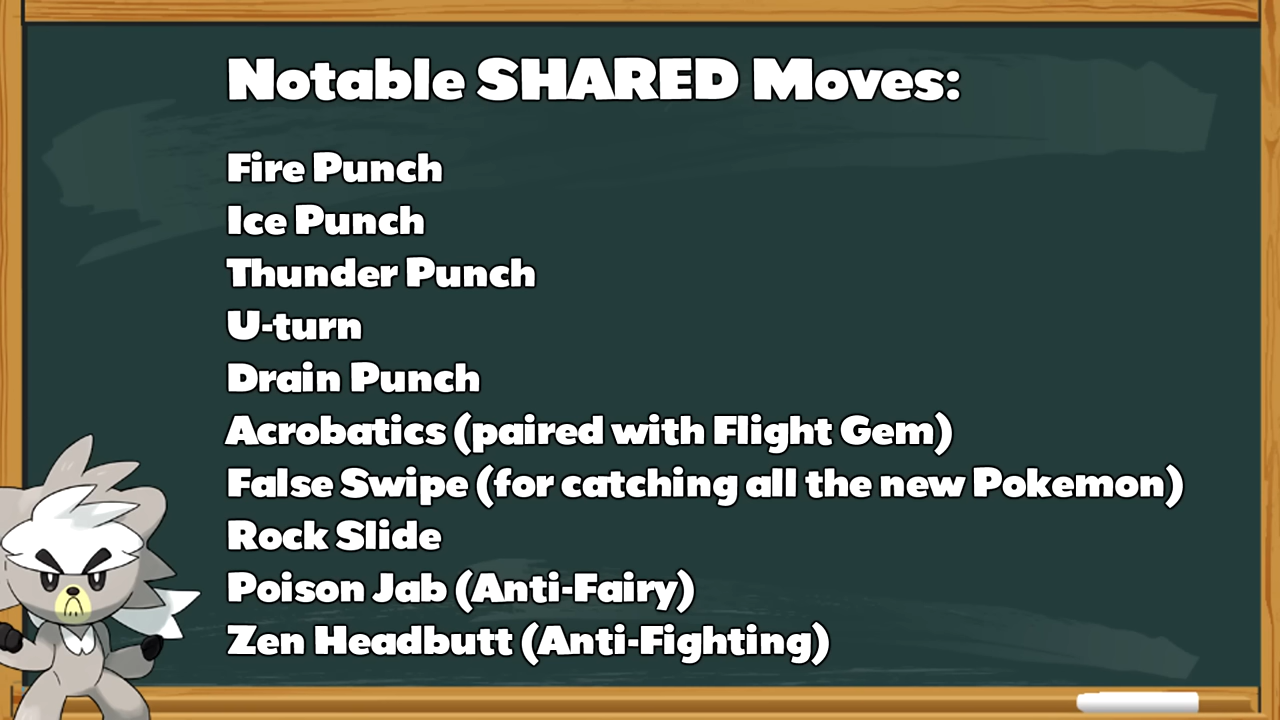 Notable SHARED Moves:
Fire Punch
Ice Punch
Thunder Punch
U-turn
Drain Punch
Acrobatics (paired with Flight Gem)
False Swipe (for catching all the new Pokemon)
Rock Slide
Poison Jab (Anti-Fairy)
Zen Headbutt (Anti-Fighting)